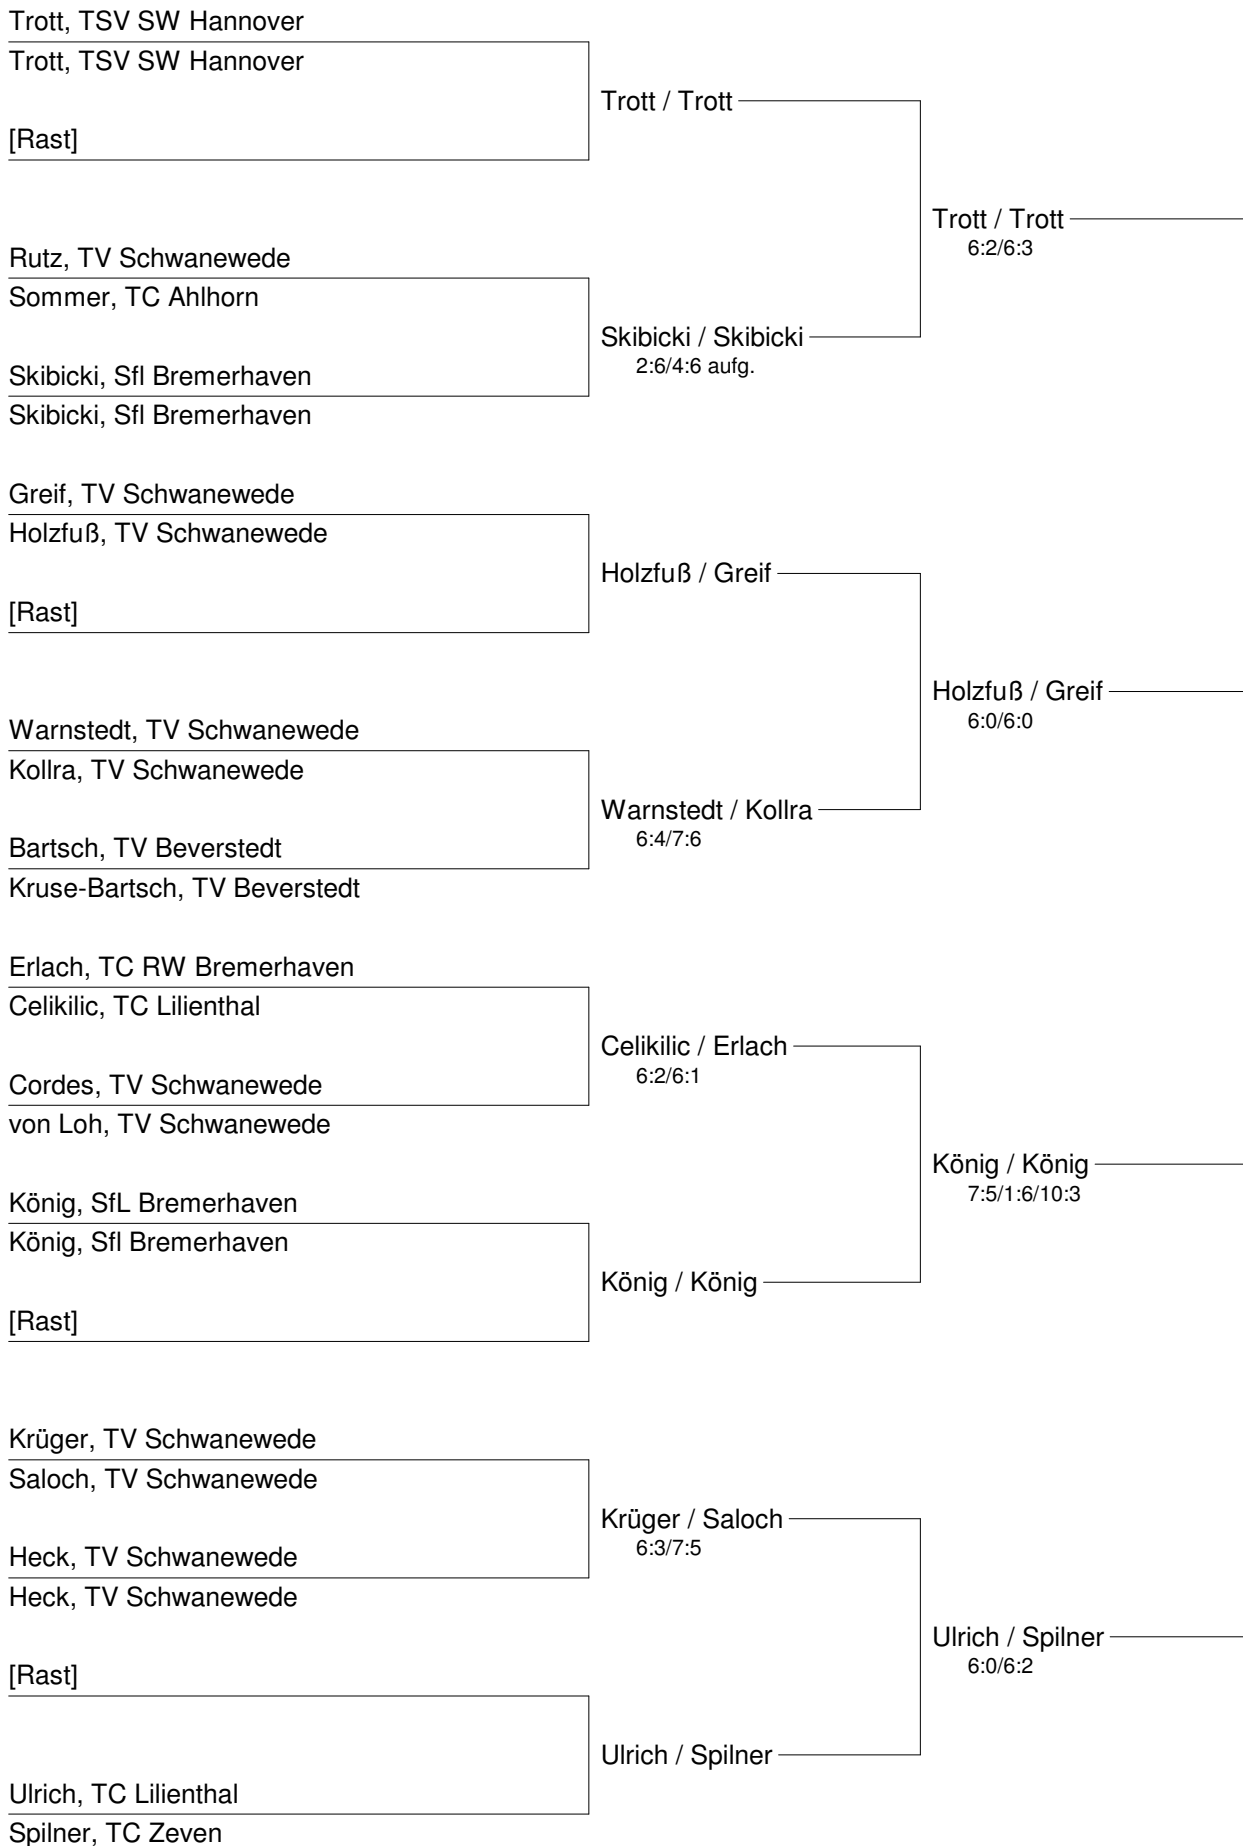 Trott, TSV SW Hannover
Trott, TSV SW Hannover
Trott / Trott
[Rast]
Trott / Trott
6:2/6:3
Rutz, TV Schwanewede
Sommer, TC Ahlhorn
Skibicki / Skibicki
2:6/4:6 aufg.
Skibicki, Sfl Bremerhaven
Skibicki, Sfl Bremerhaven
Greif, TV Schwanewede
Holzfuß, TV Schwanewede
Holzfuß / Greif
[Rast]
Holzfuß / Greif
6:0/6:0
Warnstedt, TV Schwanewede
Kollra, TV Schwanewede
Warnstedt / Kollra
6:4/7:6
Bartsch, TV Beverstedt
Kruse-Bartsch, TV Beverstedt
Erlach, TC RW Bremerhaven
Celikilic, TC Lilienthal
Celikilic / Erlach
6:2/6:1
Cordes, TV Schwanewede
von Loh, TV Schwanewede
König / König
7:5/1:6/10:3
König, SfL Bremerhaven
König, Sfl Bremerhaven
König / König
[Rast]
Krüger, TV Schwanewede
Saloch, TV Schwanewede
Krüger / Saloch
6:3/7:5
Heck, TV Schwanewede
Heck, TV Schwanewede
Ulrich / Spilner
6:0/6:2
[Rast]
Ulrich / Spilner
Ulrich, TC Lilienthal
Spilner, TC Zeven